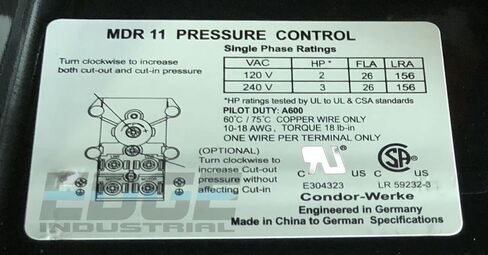 MDR 11 PRESSURE CONTROL
Single Phase Ratings
Turn clockwise to increase
both cut-out and cut-in pressure
VAC HP* FLA LRA
120 V 2 26 156
240 V 3 26 156
*HP ratings tested by UL to UL & CSA standards
PILOT DUTY: A600
60°C / 75°C COPPER WIRE ONLY
10-18 AWG, TORQUE 18 lb-in
ONE WIRE PER TERMINAL ONLY
(OPTIONAL)
Turn clockwise to
increase Cut-out
pressure without
affecting Cut-in
C US
E304323
C US
LR 59232-3
Condor-Werke
Engineered in Germany
Made in China to German Specifications
EDGE
INDUSTRIAL